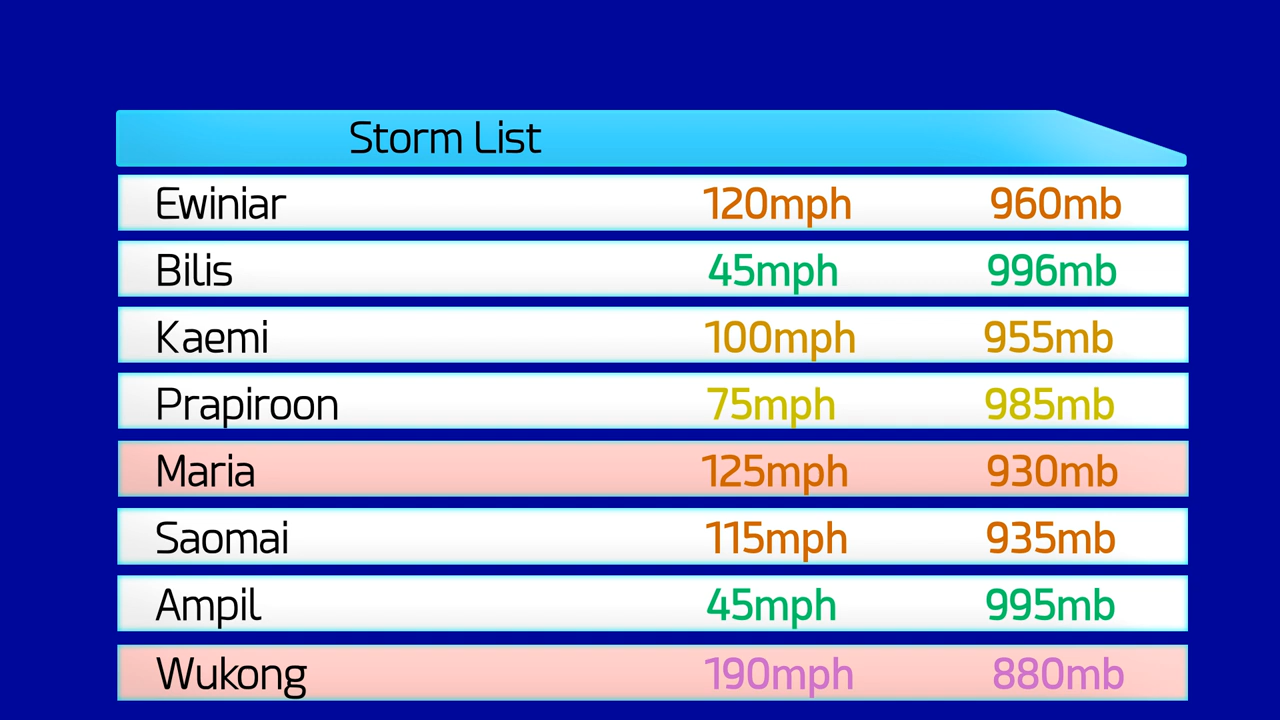 Storm List
Ewiniar 120mph 960mb
Bilis 45mph 996mb
Kaemi 100mph 955mb
Prapiroon 75mph 985mb
Maria 125mph 930mb
Saomai 115mph 935mb
Ampil 45mph 995mb
Wukong 190mph 880mb